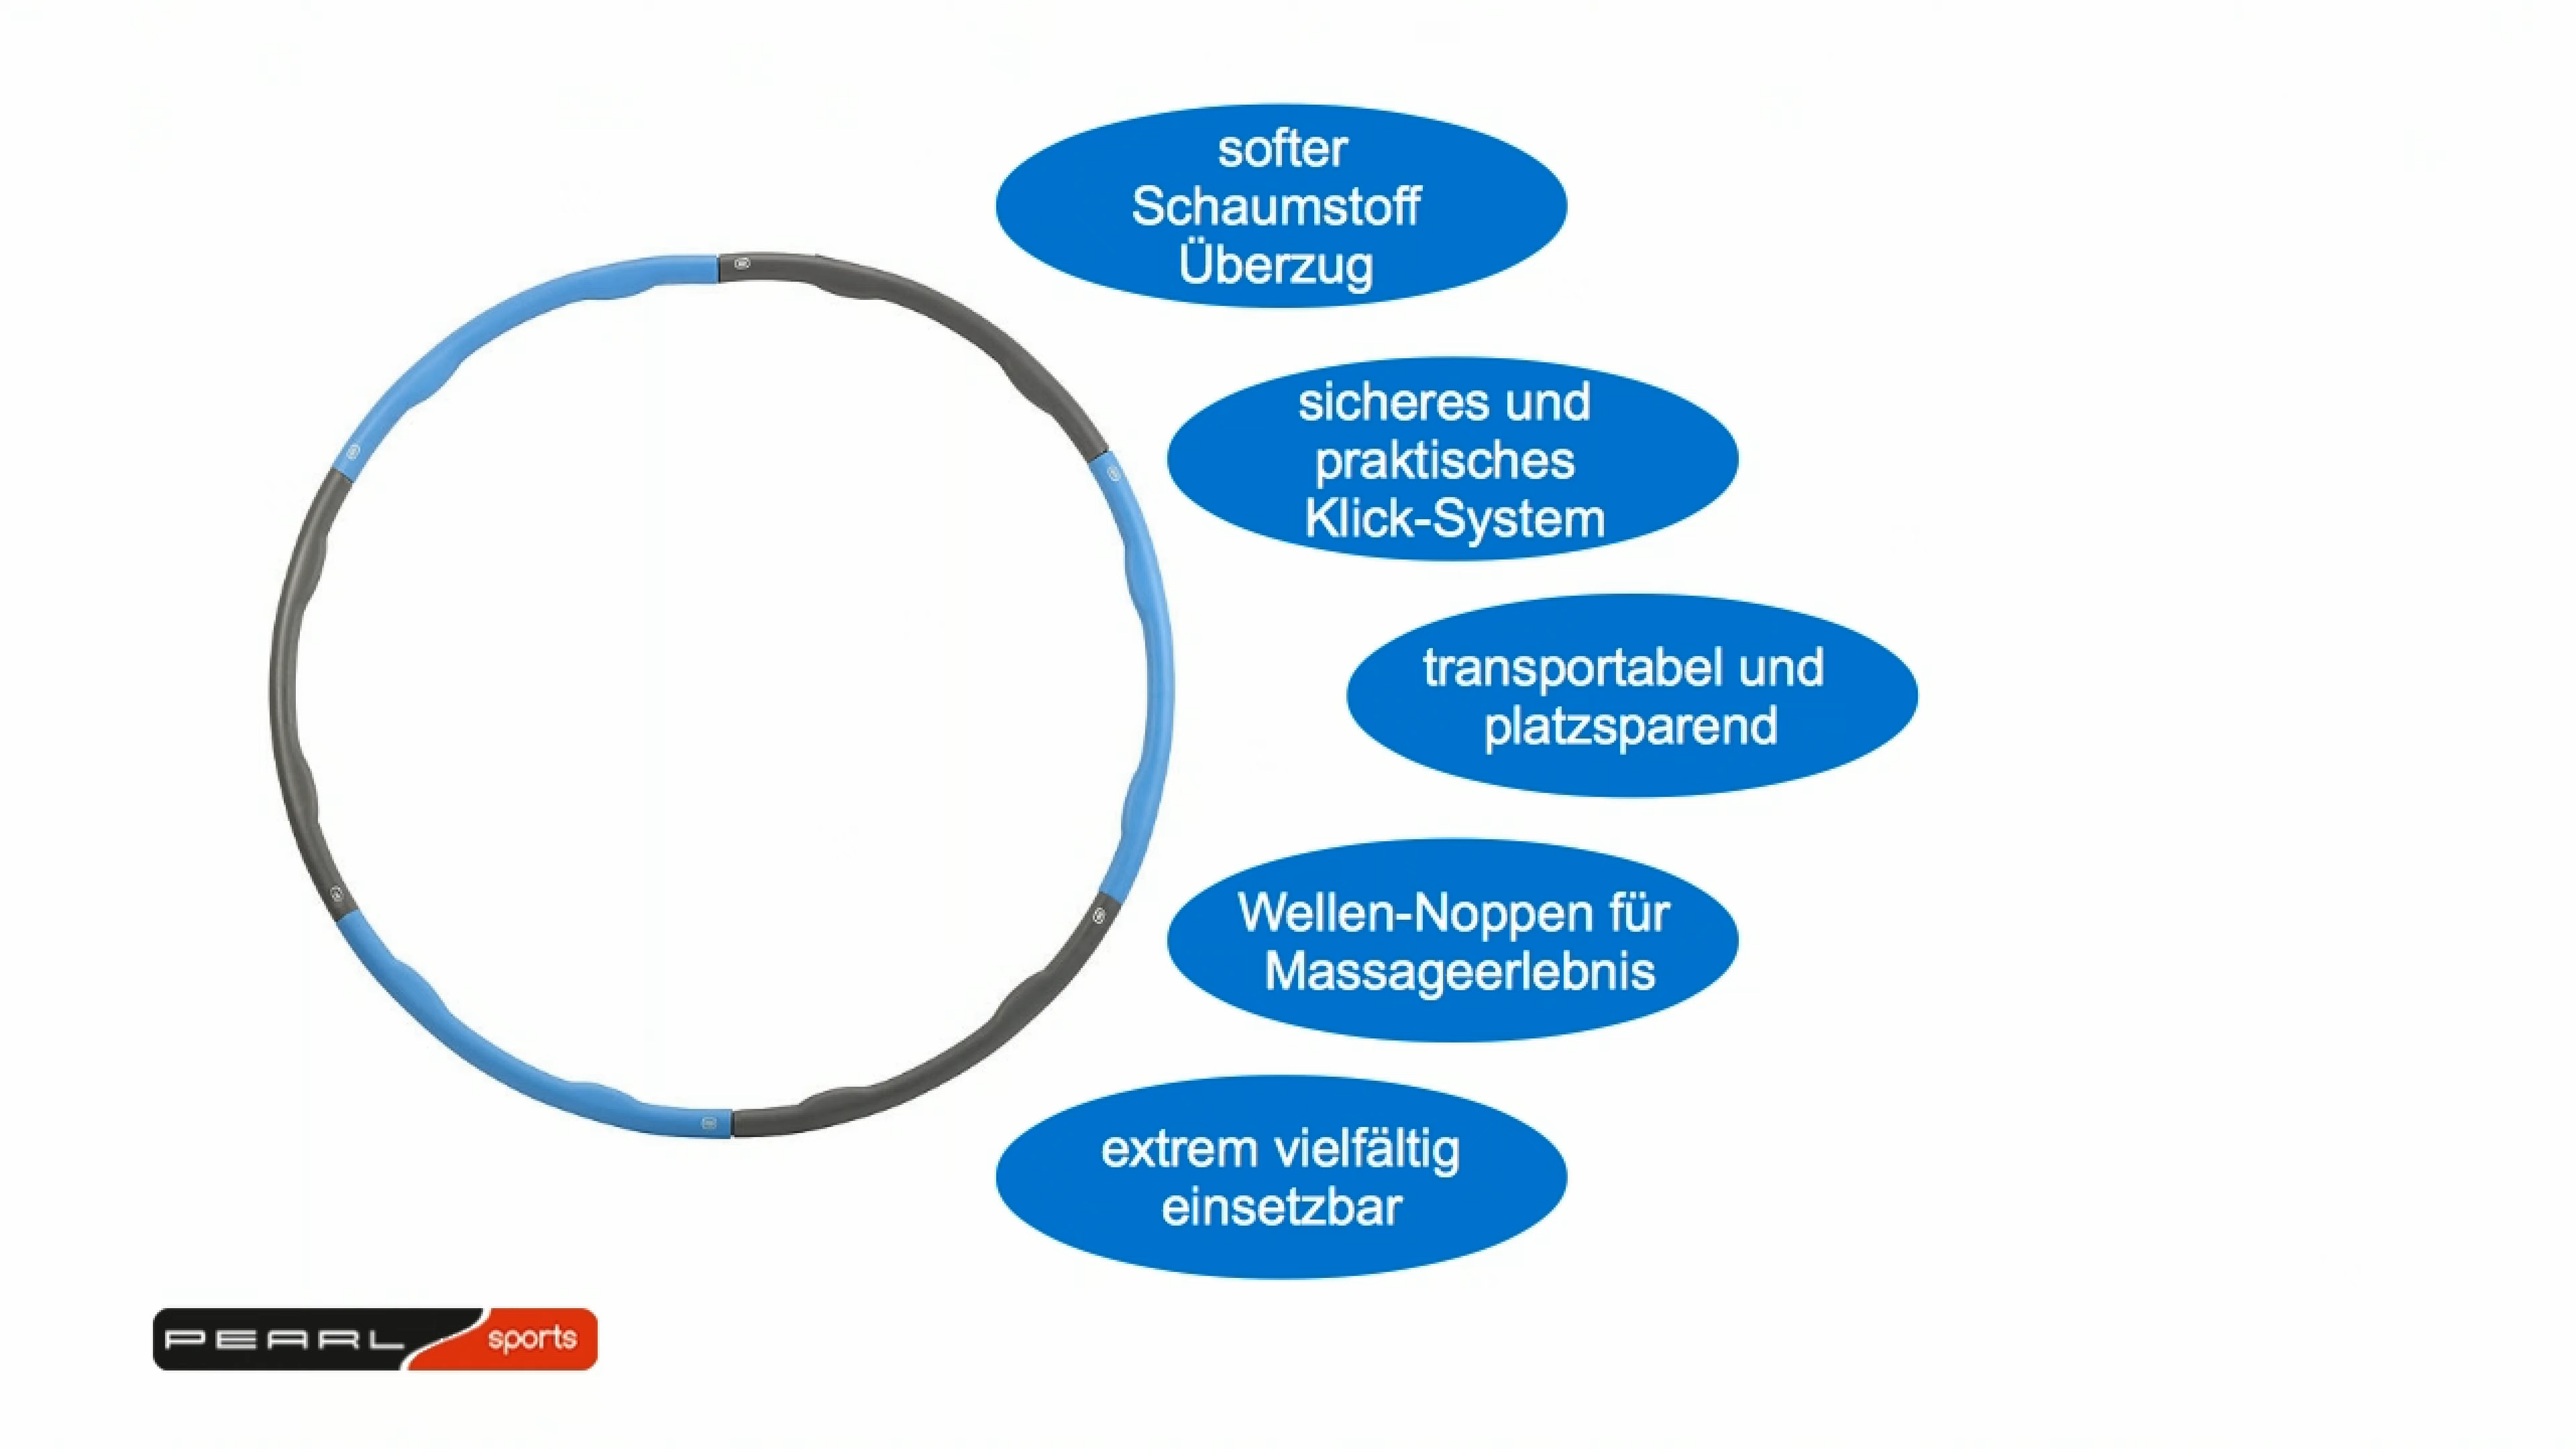 softer
Schaumstoff
Überzug
sicheres und
praktisches
Klick-System
transportabel und
platzsparend
Wellen-Noppen für
Massageerlebnis
extrem vielfältig
einsetzbar
PEARL sports